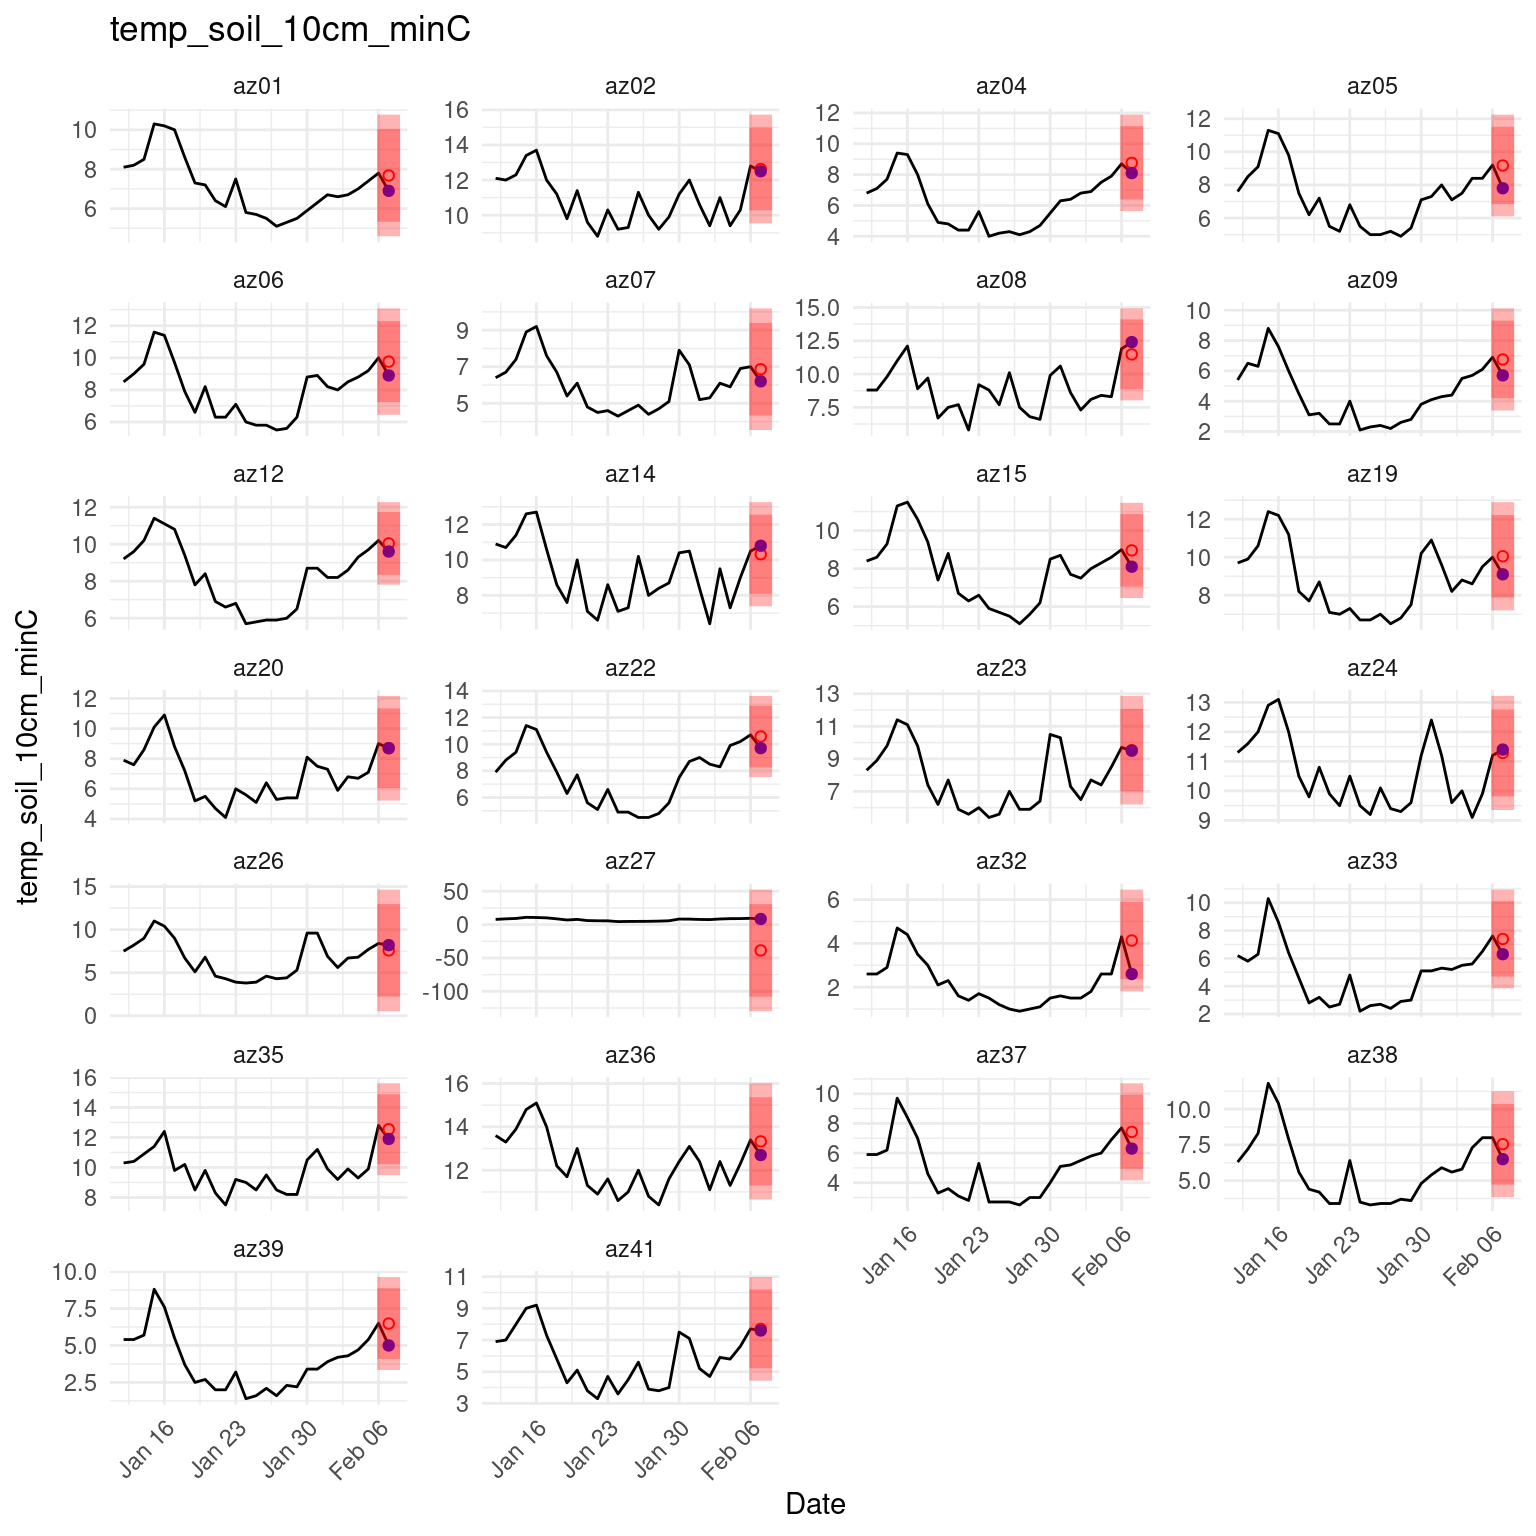 temp_soil_10cm_minC
az01 az02 az04 az05
10 8 6
16 14 12 10
12 10 8 6 4
12 10 8 6
az06 az07 az08 az09
12 10 8 6
9 7 5
15.0 12.5 10.0 7.5
10 8 6 4 2
az12 az14 az15 az19
12 10 8 6
12 10 8
10 8 6
12 10 8
az20 az22 az23 az24
12 10 8 6 4
14 12 10 8 6
13 11 9 7
13 12 11 10 9
az26 az27 az32 az33
15 10 5 0
50 0 -50 -100
6 4 2
10 8 6 4 2
az35 az36 az37 az38
16 14 12 10 8
16 14 12
10 8 6 4
10.0 7.5 5.0
Jan 16 Jan 23 Jan 30 Feb 06
Jan 16 Jan 23 Jan 30 Feb 06
az39 az41
10.0 7.5 5.0 2.5
11 9 7 5 3
Jan 16 Jan 23 Jan 30 Feb 06
Jan 16 Jan 23 Jan 30 Feb 06
temp_soil_10cm_minC
Date